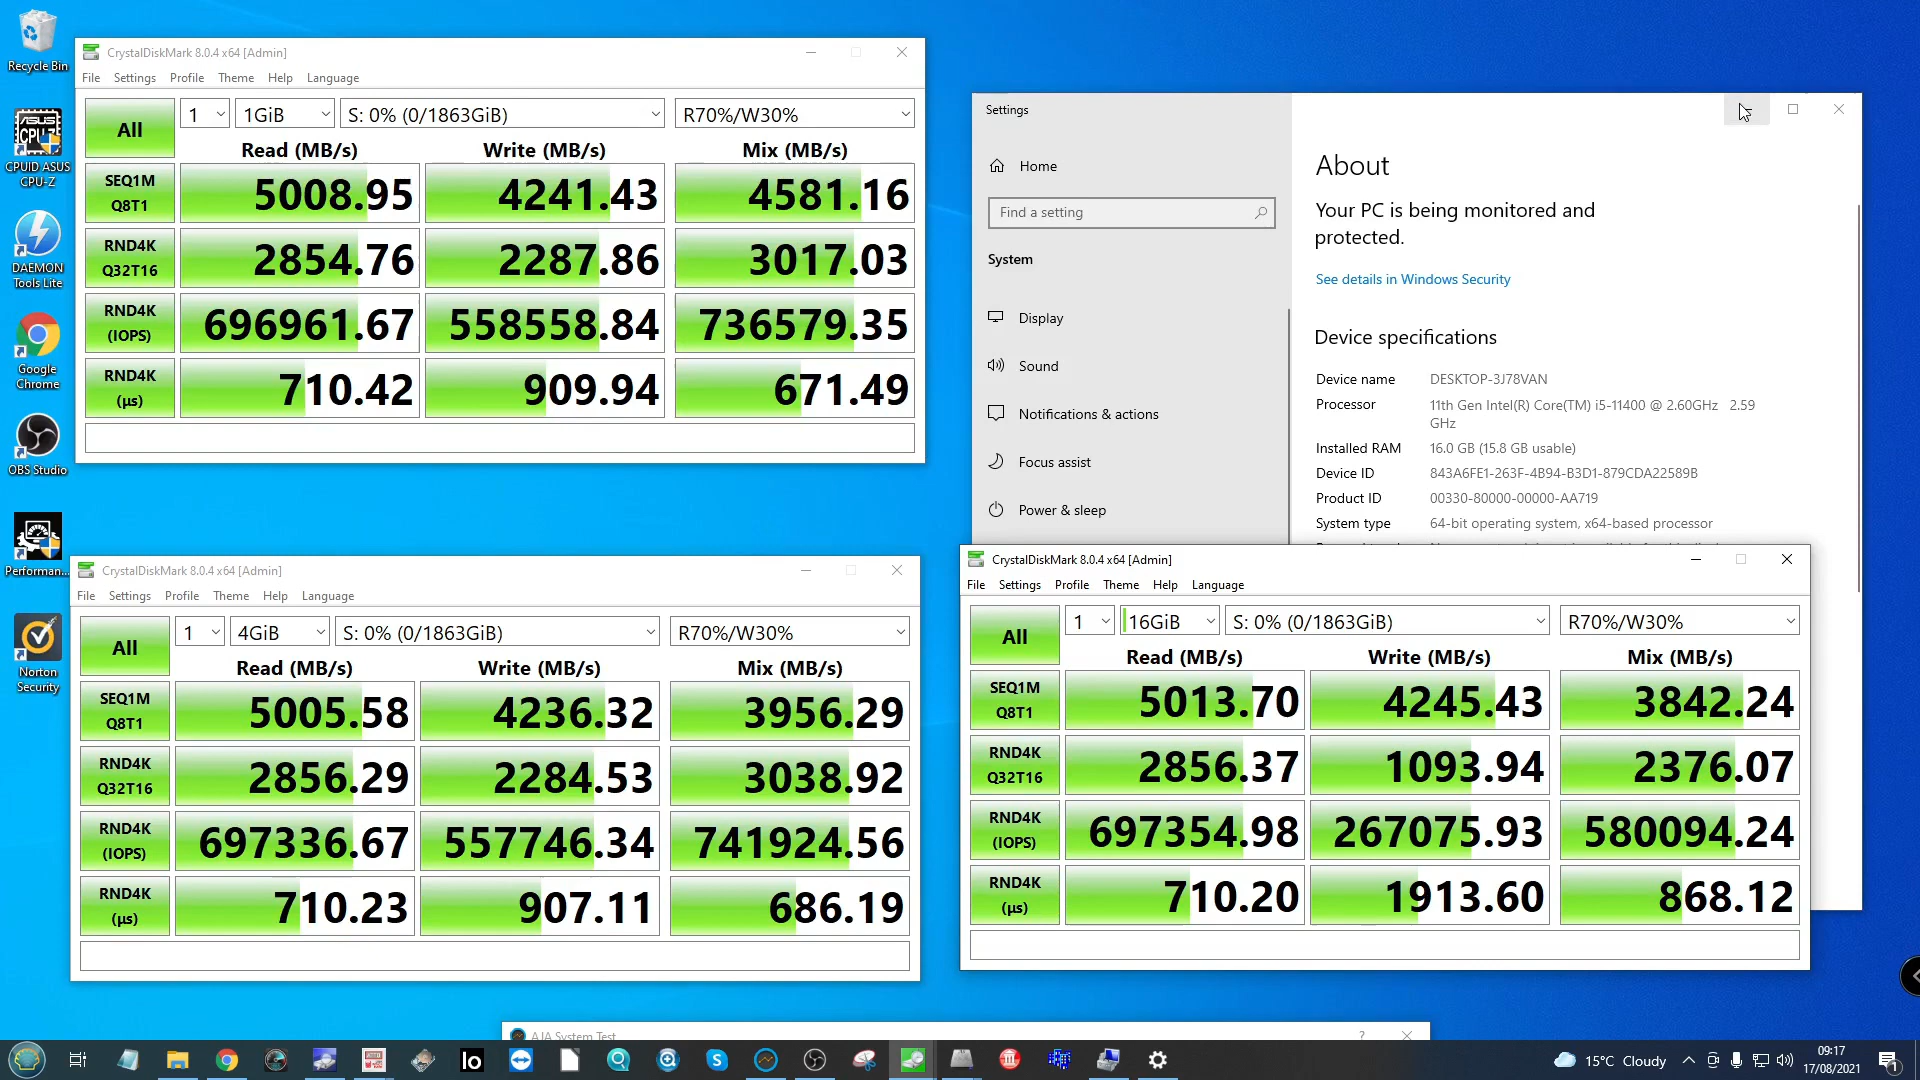 Recycle Bin
CPUID ASUS
CPU-Z
DAEMON
Tools Lite
Google
Chrome
OBS Studio
Performan...
Norton
Security
CrystalDiskMark 8.0.4 x64 [Admin]
File Settings Profile Theme Help Language
All 1 1GiB S: 0% (0/1863GiB) R70%/W30%
Read (MB/s) Write (MB/s) Mix (MB/s)
SEQ1M
Q8T1
5008.95 4241.43 4581.16
RND4K
Q32T16
2854.76 2287.86 3017.03
RND4K
(IOPS)
696961.67 558558.84 736579.35
RND4K
(µs)
710.42 909.94 671.49
Settings
Home
Find a setting
System
Display
Sound
Notifications & actions
Focus assist
Power & sleep
About
Your PC is being monitored and
protected.
See details in Windows Security
Device specifications
Device name DESKTOP-3J78VAN
Processor 11th Gen Intel(R) Core(TM) i5-11400 @ 2.60GHz 2.59
GHz
Installed RAM 16.0 GB (15.8 GB usable)
Device ID 843A6FE1-263F-4B94-B3D1-879CDA22589B
Product ID 00330-80000-00000-AA719
System type 64-bit operating system, x64-based processor
CrystalDiskMark 8.0.4 x64 [Admin]
File Settings Profile Theme Help Language
All 1 4GiB S: 0% (0/1863GiB) R70%/W30%
Read (MB/s) Write (MB/s) Mix (MB/s)
SEQ1M
Q8T1
5005.58 4236.32 3956.29
RND4K
Q32T16
2856.29 2284.53 3038.92
RND4K
(IOPS)
697336.67 557746.34 741924.56
RND4K
(µs)
710.23 907.11 686.19
CrystalDiskMark 8.0.4 x64 [Admin]
File Settings Profile Theme Help Language
All 1 16GiB S: 0% (0/1863GiB) R70%/W30%
Read (MB/s) Write (MB/s) Mix (MB/s)
SEQ1M
Q8T1
5013.70 4245.43 3842.24
RND4K
Q32T16
2856.37 1093.94 2376.07
RND4K
(IOPS)
697354.98 267075.93 580094.24
RND4K
(µs)
710.20 1913.60 868.12
AJA System Test
Io
15°C Cloudy
09:17
17/08/2021
1